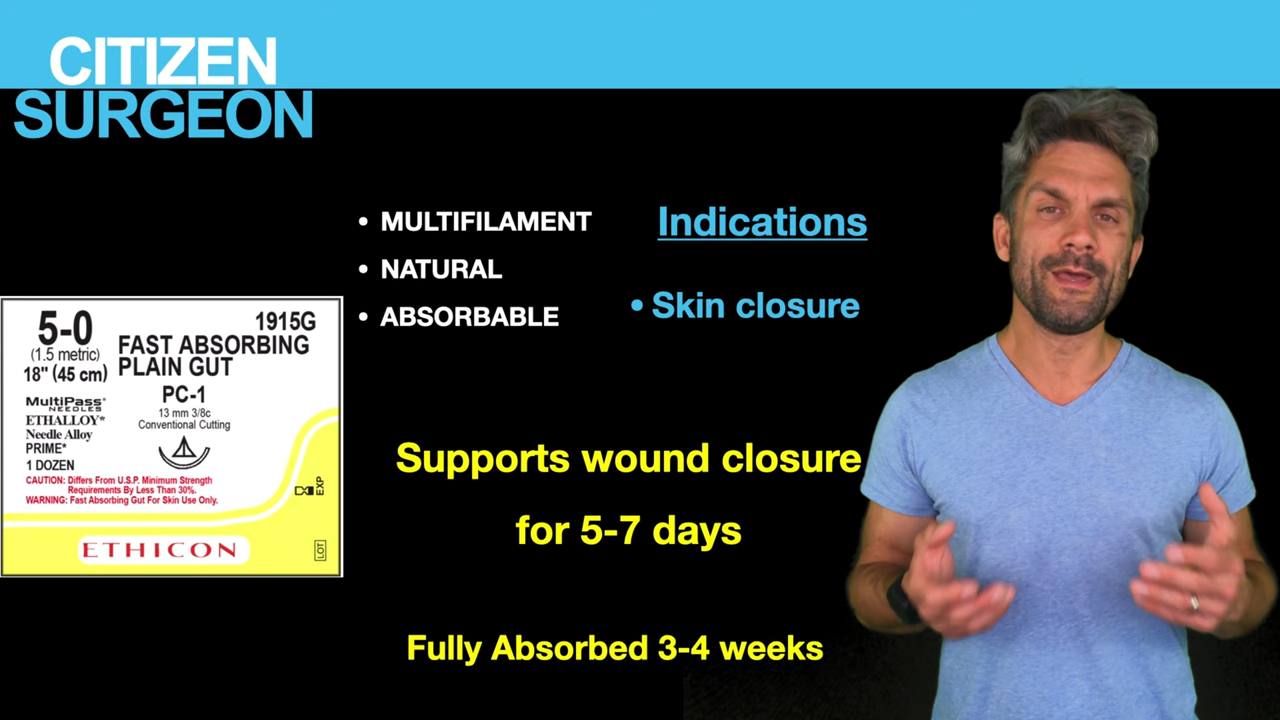 CITIZEN
SURGEON
• MULTIFILAMENT
• NATURAL
• ABSORBABLE
Indications
• Skin closure
5-0
(1.5 metric)
18" (45 cm)
1915G
FAST ABSORBING
PLAIN GUT
PC-1
13 mm 3/8c
Conventional Cutting
MultiPass*
NEEDLES
ETHALLOY*
Needle Alloy
PRIME*
1 DOZEN
CAUTION: Differs From U.S.P. Minimum Strength
Requirements By Less Than 30%.
WARNING: Fast Absorbing Gut For Skin Use Only.
EXP
LOT
ETHICON
Supports wound closure
for 5-7 days
Fully Absorbed 3-4 weeks